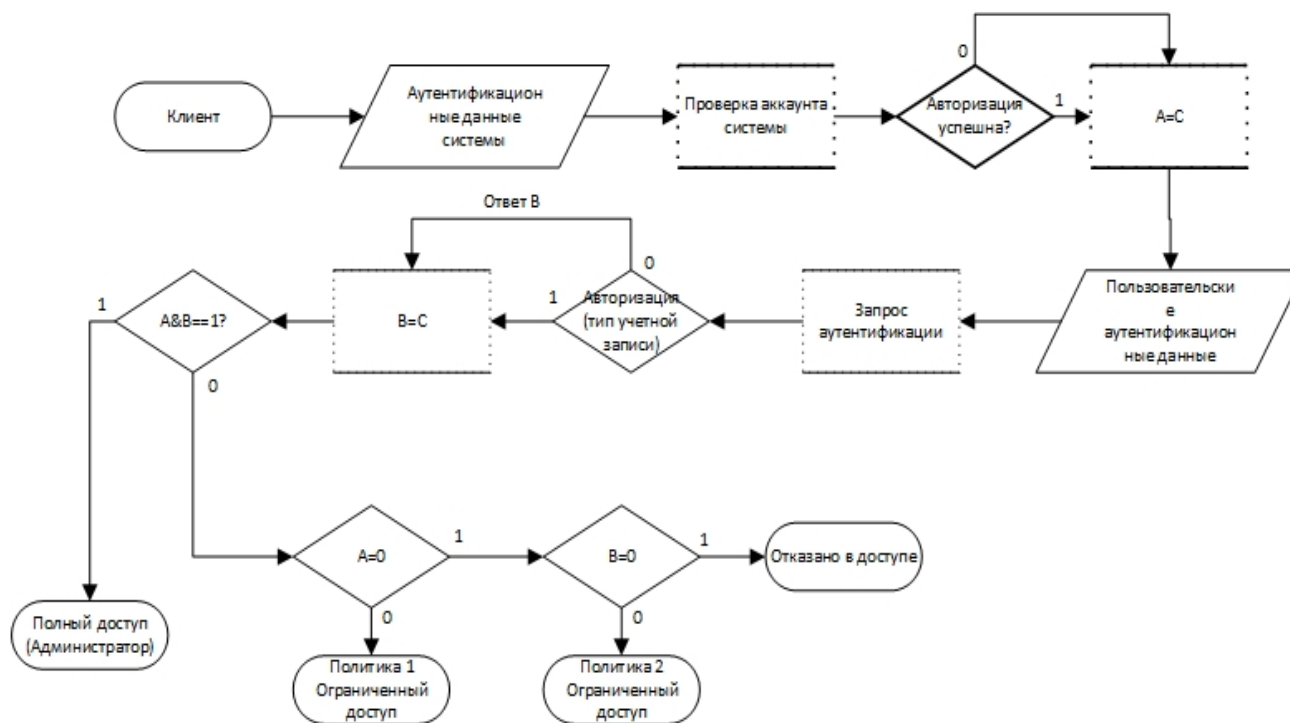 0
Клиент
Аутентификацион
ные данные
системы
Проверка аккаунта
системы
Авторизация
успешна?
1
A=C
Ответ B
0
A&B==1?
1
0
B=C
1
Авторизация
(тип учетной
записи)
Запрос
аутентификации
Пользовательски
е
аутентификацион
ные данные
A=0
1
0
B=0
1
0
Отказано в доступе
Полный доступ
(Администратор)
Политика 1
Ограниченный
доступ
Политика 2
Ограниченный
доступ